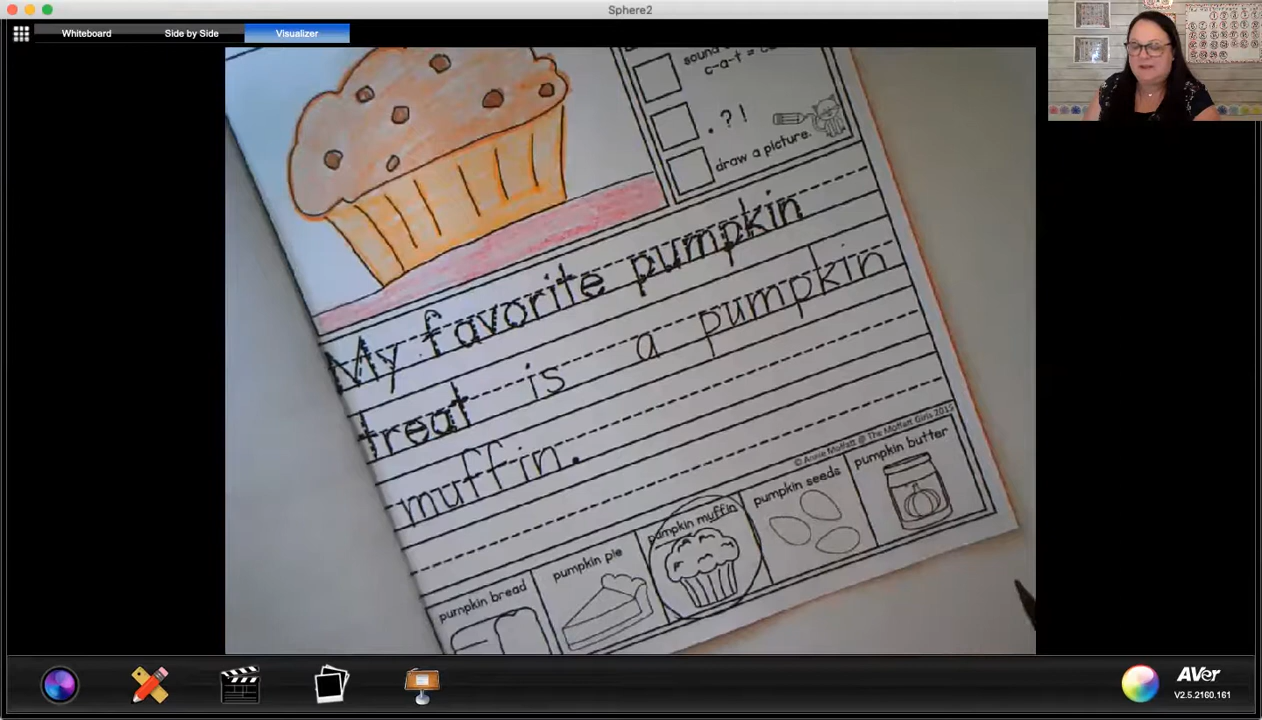 Sphere2
Whiteboard
Side by Side
Visualizer
sound
c-a-t =
. ? !
draw a picture.
My favorite pumpkin
treat is a pumpkin
muffin.
© Annie Moffatt @ The Moffatt Girls 2015
pumpkin bread
pumpkin pie
pumpkin muffin
pumpkin seeds
pumpkin butter
AVer
V2.5.2160.161